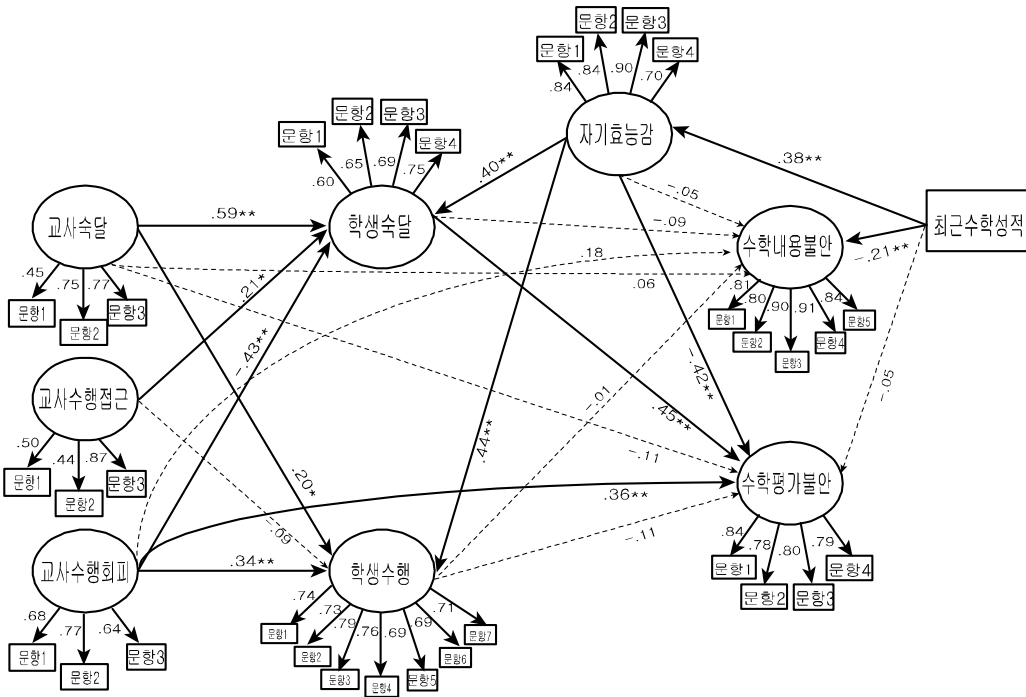 문항1
문항2
문항3
문항4
.84
.84
.90
.70
자기효능감
문항1
문항2
문항3
문항4
.60
.65
.69
.75
학생숙달
.40**
.38**
최근수학성적
교사숙달
.59**
.45
.75
.77
문항1
문항2
문항3
-.05
-.09
수학내용불안
-.21**
.18
.06
.81
.80
.90
.91
.84
문항1
문항2
문항3
문항4
문항5
.21*
-.43**
교사수행접근
.50
.44
.87
문항1
문항2
문항3
-.42**
-.01
.45**
-.05
.44**
-.11
.20*
-.09
.36**
수학평가불안
-.11
.84
.78
.80
.79
문항1
문항2
문항3
문항4
교사수행회피
.34**
.68
.77
.64
문항1
문항2
문항3
학생수행
.74
.73
.79
.76
.69
.69
.71
문항1
문항2
문항3
문항4
문항5
문항6
문항7